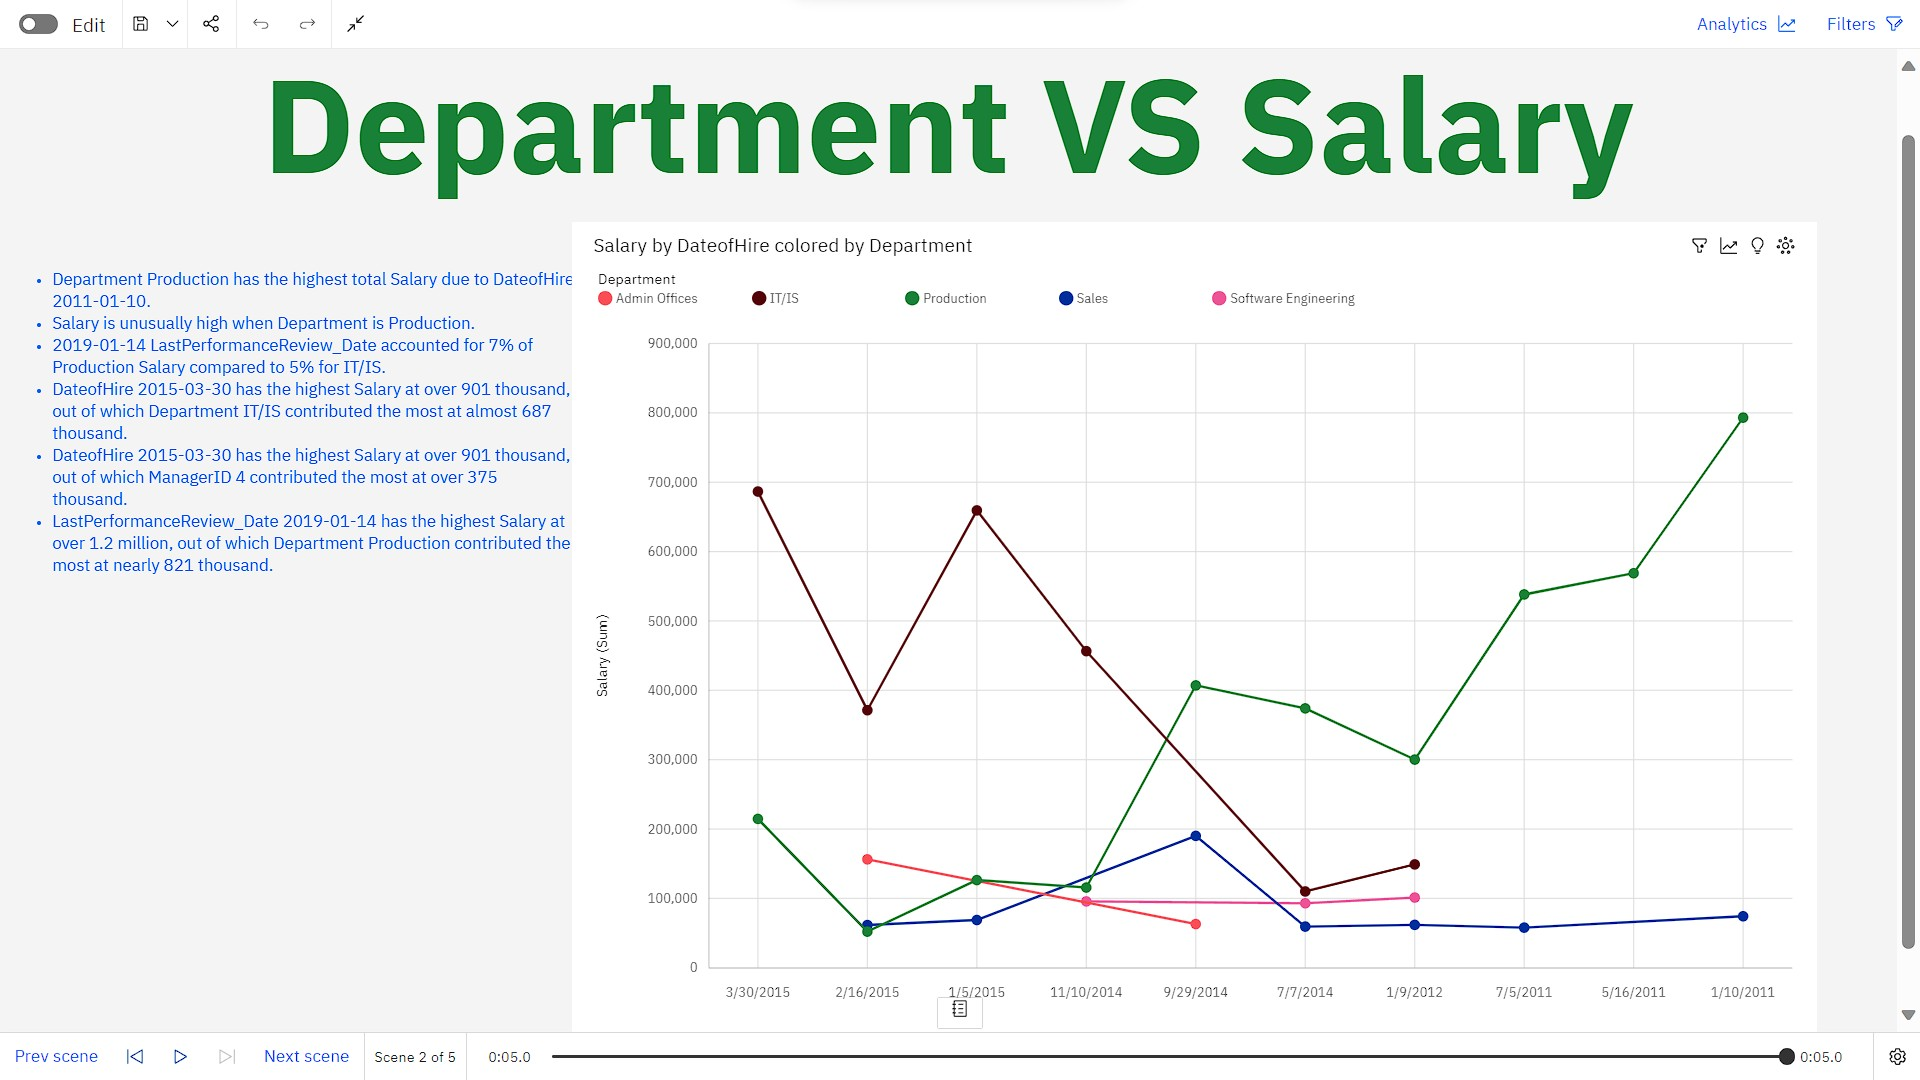 Edit
Analytics
Filters
Department VS Salary
• Department Production has the highest total Salary due to DateofHire
2011-01-10.
• Salary is unusually high when Department is Production.
• 2019-01-14 LastPerformanceReview_Date accounted for 7% of
Production Salary compared to 5% for IT/IS.
• DateofHire 2015-03-30 has the highest Salary at over 901 thousand,
out of which Department IT/IS contributed the most at almost 687
thousand.
• DateofHire 2015-03-30 has the highest Salary at over 901 thousand,
out of which ManagerID 4 contributed the most at over 375
thousand.
• LastPerformanceReview_Date 2019-01-14 has the highest Salary at
over 1.2 million, out of which Department Production contributed the
most at nearly 821 thousand.
Salary by DateofHire colored by Department
Department
Admin Offices IT/IS Production Sales Software Engineering
900,000
800,000
700,000
600,000
500,000
400,000
300,000
200,000
100,000
0
Salary (Sum)
3/30/2015 2/16/2015 1/5/2015 11/10/2014 9/29/2014 7/7/2014 1/9/2012 7/5/2011 5/16/2011 1/10/2011
Prev scene
Next scene
Scene 2 of 5
0:05.0
0:05.0